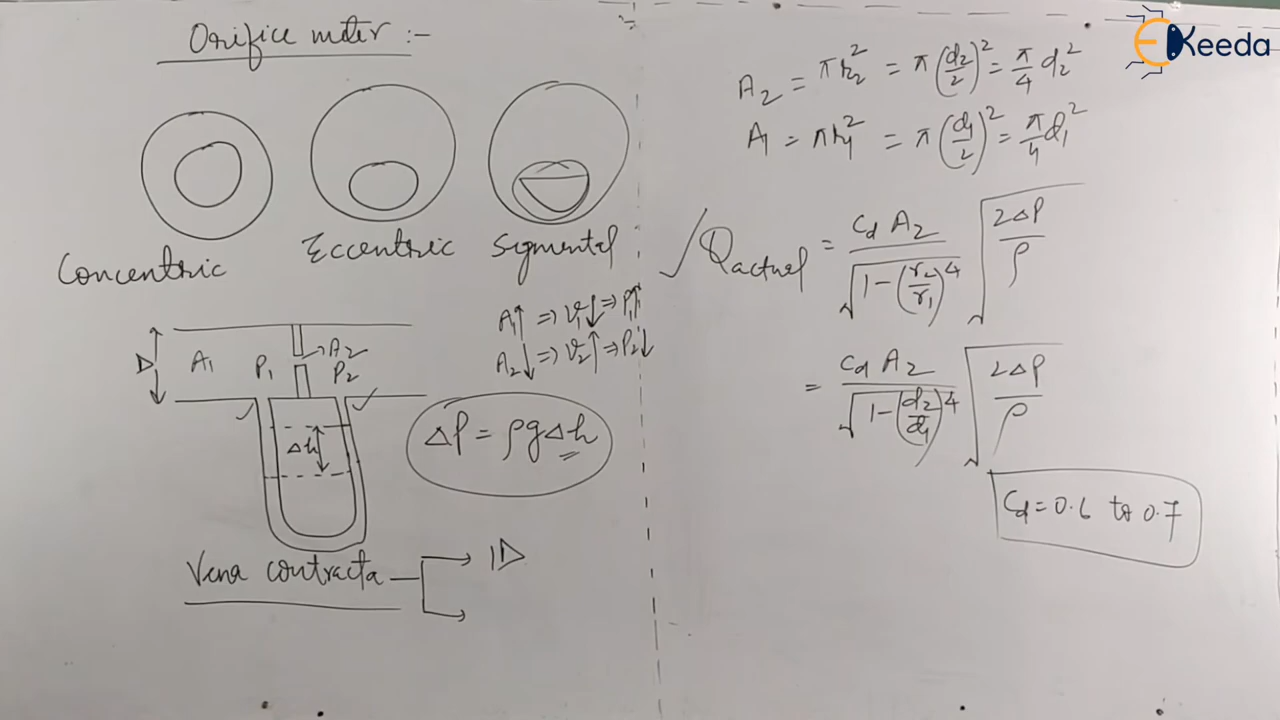 Orifice meter :-
Concentric
Eccentric
Segmental
A₁↑ ⇒ v₁↓ ⇒ P₁↑
A₂↓ ⇒ v₂↑ ⇒ P₂↓
D
A₁
P₁
A₂
P₂
Δh
ΔP = ρgΔh
Vena contracta
1D
A₂ = πr₂² = π(d₂/2)² = π/4 d₂²
A₁ = πr₁² = π(d₁/2)² = π/4 d₁²
✓ Qactual = Cd A₂ / √(1-(r₂/r₁)⁴) √(2ΔP/ρ)
= Cd A₂ / √(1-(d₂/d₁)⁴) √(2ΔP/ρ)
Cd = 0.6 to 0.7
EKeeda